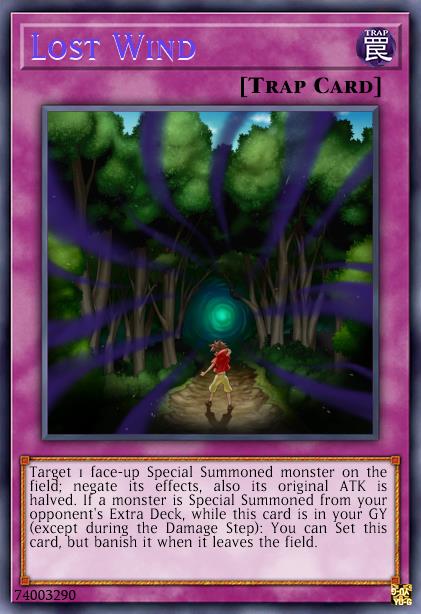 Lost Wind
TRAP
罠
[Trap Card]
Target 1 face-up Special Summoned monster on the
field; negate its effects, also its original ATK is
halved. If a monster is Special Summoned from your
opponent's Extra Deck, while this card is in your GY
(except during the Damage Step): You can Set this
card, but banish it when it leaves the field.
74003290